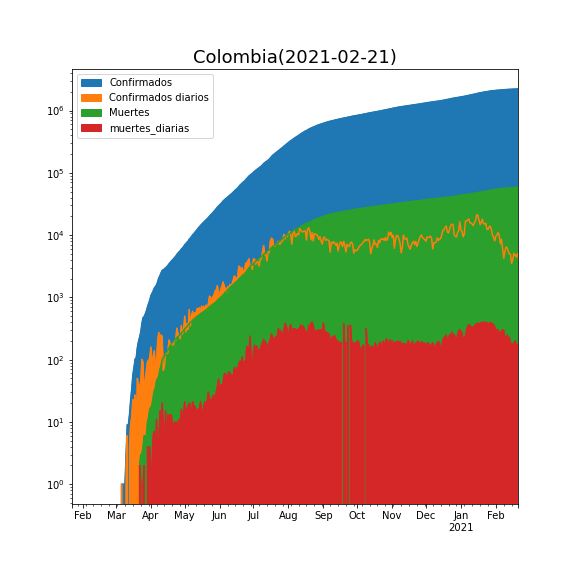 Colombia(2021-02-21)
Confirmados
Confirmados diarios
Muertes
muertes_diarias
10⁶
10⁵
10⁴
10³
10²
10¹
10⁰
Feb Mar Apr May Jun Jul Aug Sep Oct Nov Dec Jan Feb
2021